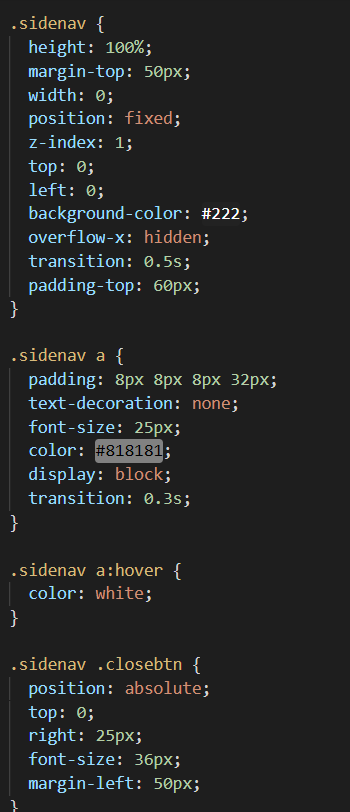 .sidenav {
height: 100%;
margin-top: 50px;
width: 0;
position: fixed;
z-index: 1;
top: 0;
left: 0;
background-color: #222;
overflow-x: hidden;
transition: 0.5s;
padding-top: 60px;
}
.sidenav a {
padding: 8px 8px 8px 32px;
text-decoration: none;
font-size: 25px;
color: #818181;
display: block;
transition: 0.3s;
}
.sidenav a:hover {
color: white;
}
.sidenav .closebtn {
position: absolute;
top: 0;
right: 25px;
font-size: 36px;
margin-left: 50px;
}